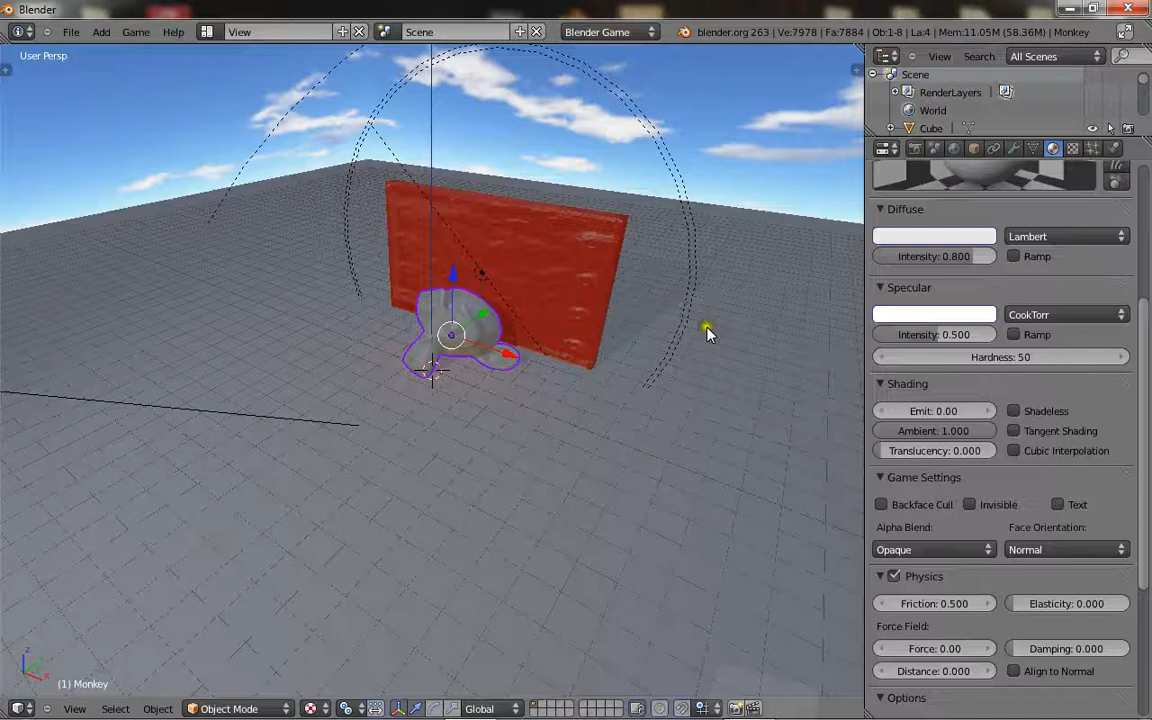 Blender
File Add Game Help View Scene Blender Game blender.org 263 | Ve:7978 | Fa:7884 | Ob:1-8 | La:4 | Mem:11.05M (58.36M) | Monkey
User Persp
View Search All Scenes
Scene
RenderLayers
World
Cube
Diffuse
Lambert
Intensity: 0.800 Ramp
Specular
CookTorr
Intensity: 0.500 Ramp
Hardness: 50
Shading
Emit: 0.00 Shadeless
Ambient: 1.000 Tangent Shading
Translucency: 0.000 Cubic Interpolation
Game Settings
Backface Cull Invisible Text
Alpha Blend: Face Orientation:
Opaque Normal
Physics
Friction: 0.500 Elasticity: 0.000
Force Field:
Force: 0.00 Damping: 0.000
Distance: 0.000 Align to Normal
Options
z
y
x
(1) Monkey
View Select Object Object Mode Global